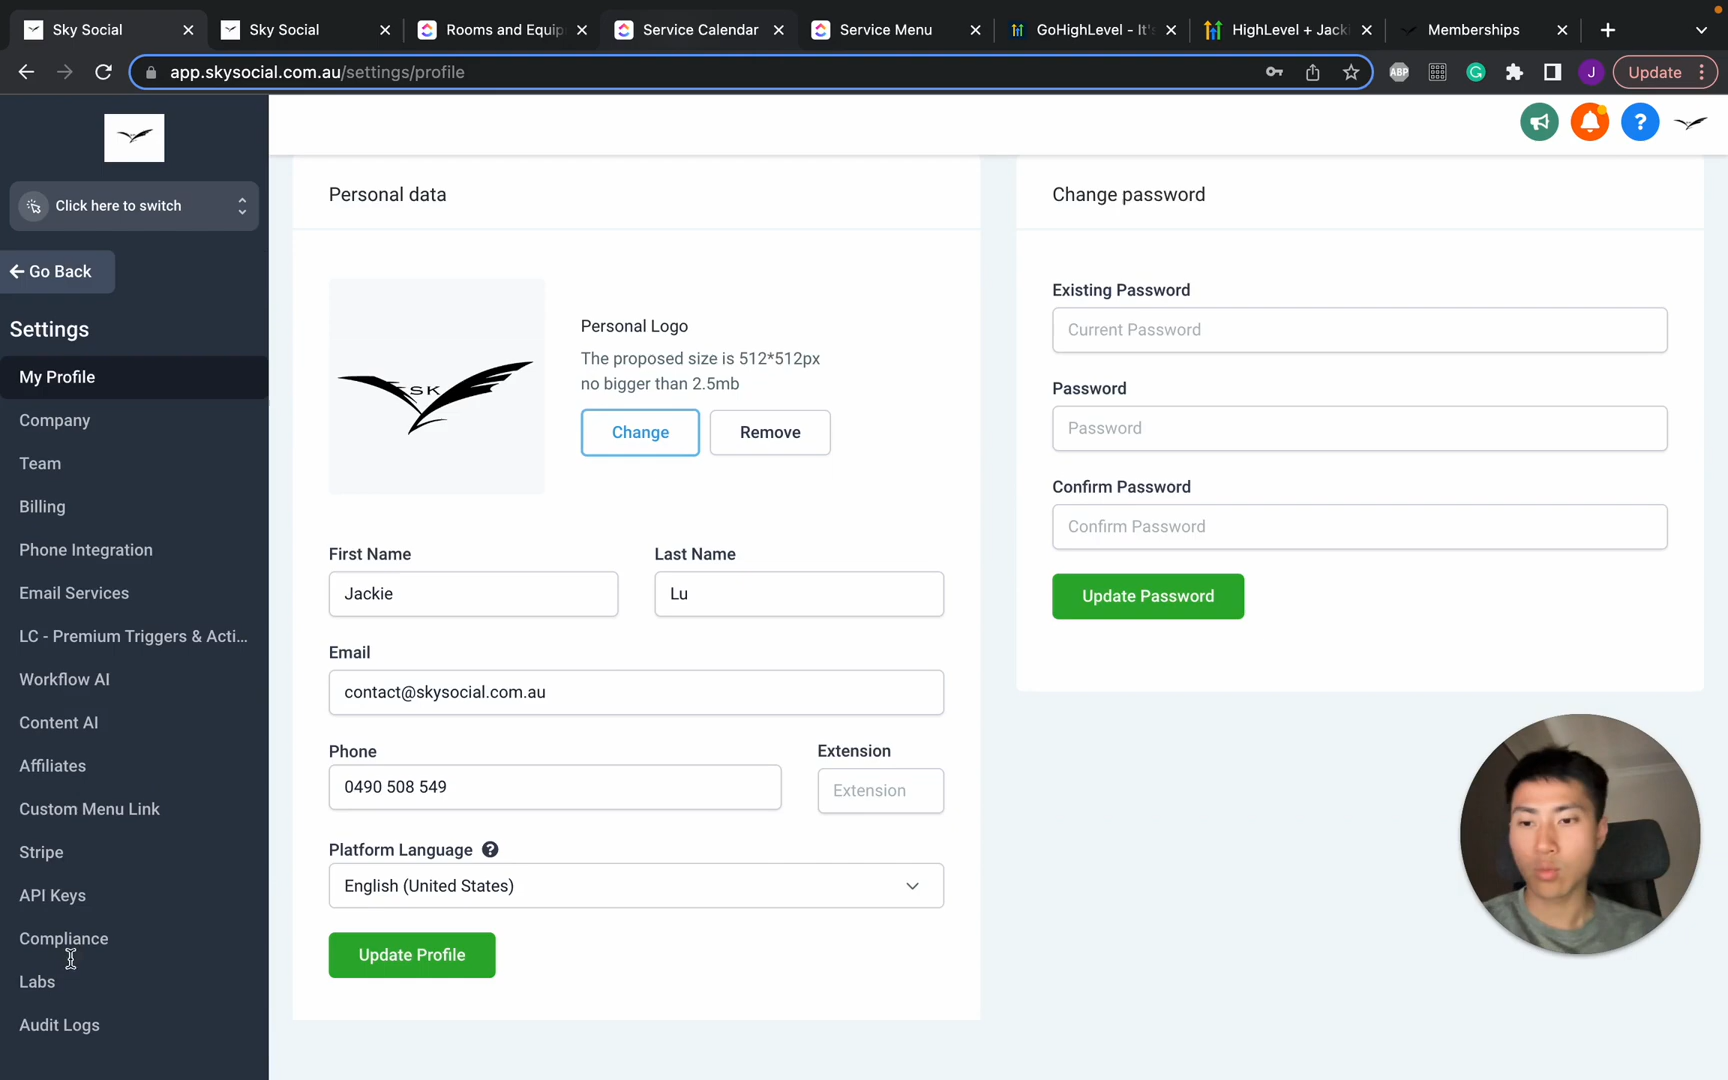 Sky Social
Sky Social
Rooms and Equip
Service Calendar
Service Menu
GoHighLevel - It's
HighLevel + Jacki
Memberships
app.skysocial.com.au/settings/profile
ABP
J
Update
Click here to switch
Go Back
Settings
My Profile
Company
Team
Billing
Phone Integration
Email Services
LC - Premium Triggers & Acti...
Workflow AI
Content AI
Affiliates
Custom Menu Link
Stripe
API Keys
Compliance
Labs
Audit Logs
Personal data
SK
Personal Logo
The proposed size is 512*512px
no bigger than 2.5mb
Change
Remove
First Name
Last Name
Jackie
Lu
Email
contact@skysocial.com.au
Phone
Extension
0490 508 549
Extension
Platform Language
English (United States)
Update Profile
Change password
Existing Password
Current Password
Password
Password
Confirm Password
Confirm Password
Update Password